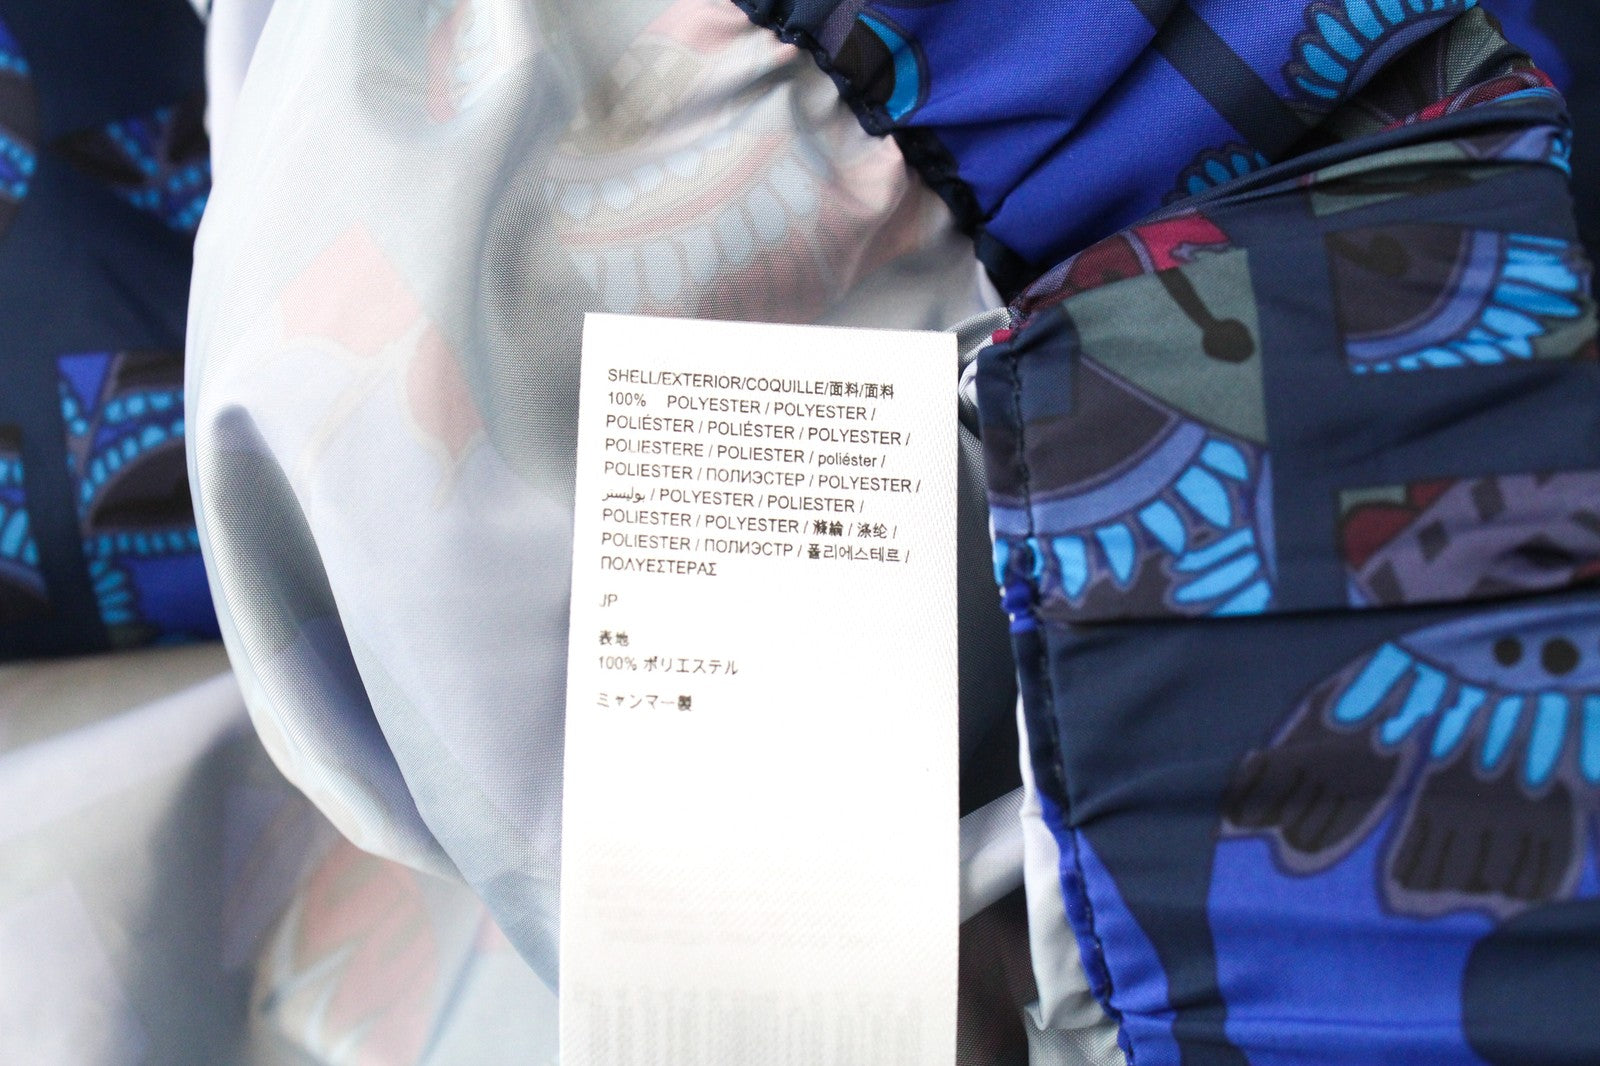 SHELL/EXTERIOR/COQUILLE/面料/面料
100% POLYESTER / POLYESTER /
POLIÉSTER / POLIÉSTER / POLYESTER /
POLIESTERE / POLIESTER / poliéster /
POLIESTER / ПОЛИЭСТЕР / POLYESTER /
بوليستر / POLYESTER / POLIESTER /
POLIESTER / POLYESTER / 滌綸 / 涤纶 /
POLIESTER / ПОЛИЭСТР / 폴리에스테르 /
ΠΟΛΥΕΣΤΕΡΑΣ
JP
表地
100% ポリエステル
ミャンマー製